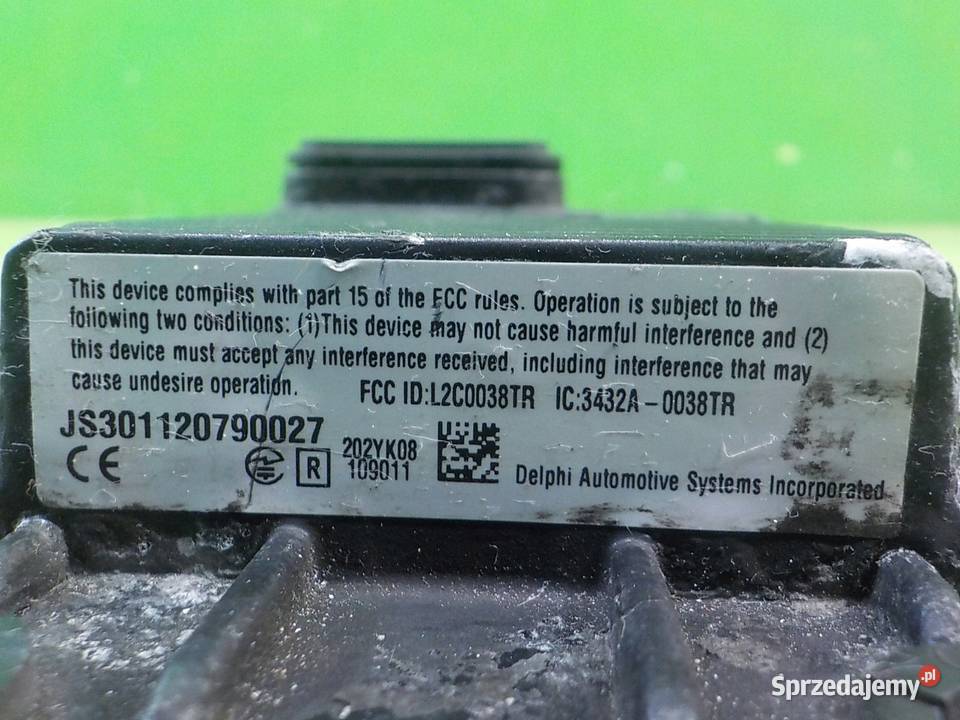 This device complies with part 15 of the FCC rules. Operation is subject to the
following two conditions: (1)This device may not cause harmful interference and (2)
this device must accept any interference received, including interference that may
cause undesire operation. FCC ID:L2C0038TR IC:3432A-0038TR
JS301120790027
CE R 202YK08
109011
Delphi Automotive Systems Incorporated
Sprzedajemy.pl